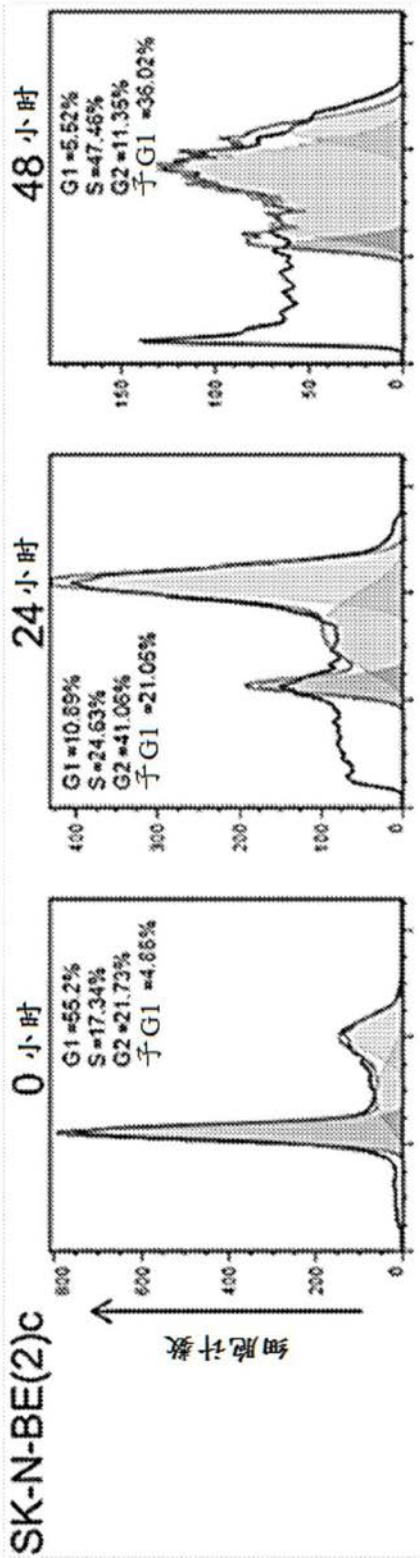 SK-N-BE(2)c
0 小时
G1 =55.2%
S =17.34%
G2 =21.73%
子G1 =4.66%
800
600
400
200
0
细胞计数
24 小时
G1 =10.89%
S =24.63%
G2 =41.06%
子G1 =21.05%
400
300
200
100
0
48 小时
G1 =5.52%
S =47.46%
G2 =11.35%
子G1 =36.02%
150
100
50
0